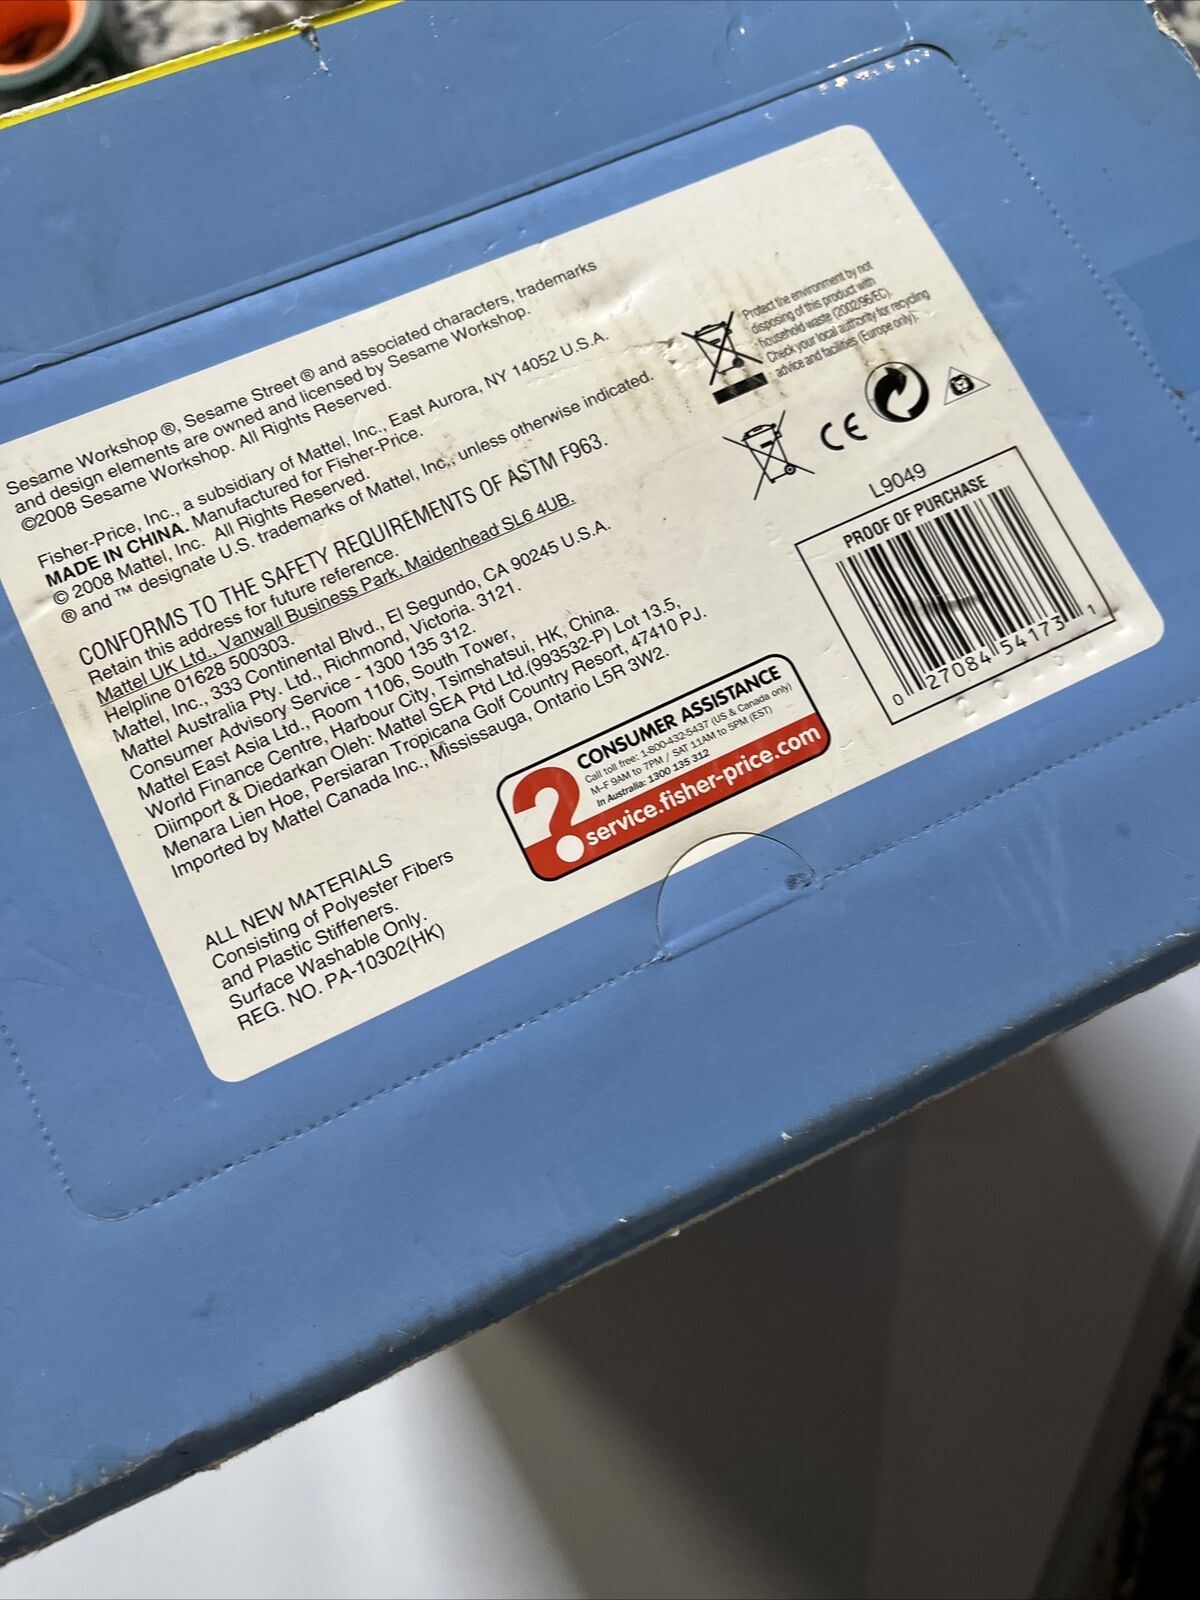 Sesame Workshop ®, Sesame Street ® and associated characters, trademarks
and design elements are owned and licensed by Sesame Workshop.
©2008 Sesame Workshop. All Rights Reserved.
Fisher-Price, Inc., a subsidiary of Mattel, Inc., East Aurora, NY 14052 U.S.A.
MADE IN CHINA. Manufactured for Fisher-Price.
© 2008 Mattel, Inc. All Rights Reserved.
® and ™ designate U.S. trademarks of Mattel, Inc., unless otherwise indicated.
CONFORMS TO THE SAFETY REQUIREMENTS OF ASTM F963.
Retain this address for future reference.
Mattel UK Ltd., Vanwall Business Park, Maidenhead SL6 4UB.
Helpline 01628 500303.
Mattel, Inc., 333 Continental Blvd., El Segundo, CA 90245 U.S.A.
Mattel Australia Pty. Ltd., Richmond, Victoria. 3121.
Consumer Advisory Service - 1300 135 312.
Mattel East Asia Ltd., Room 1106, South Tower,
World Finance Centre, Harbour City, Tsimshatsui, HK, China.
Diimport & Diedarkan Oleh: Mattel SEA Ptd Ltd.(993532-P) Lot 13.5,
Menara Lien Hoe, Persiaran Tropicana Golf Country Resort, 47410 PJ.
Imported by Mattel Canada Inc., Mississauga, Ontario L5R 3W2.
ALL NEW MATERIALS
Consisting of Polyester Fibers
and Plastic Stiffeners.
Surface Washable Only.
REG. NO. PA-10302(HK)
Protect the environment by not
disposing of this product with
household waste (2002/96/EC).
Check your local authority for recycling
advice and facilities (Europe only).
CE
L9049
PROOF OF PURCHASE
0 27084 54173 1
?
CONSUMER ASSISTANCE
Call toll free: 1-800-432-5437 (US & Canada only)
M-F 9AM to 7PM / SAT 11AM to 5PM (EST)
In Australia: 1300 135 312
service.fisher-price.com